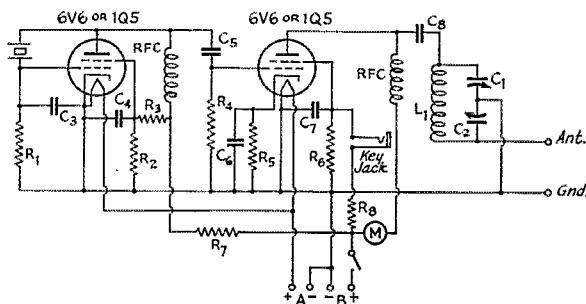 6V6 OR 1Q5
6V6 OR 1Q5
C8
C5
RFC
RFC
C1
C4
R3
C3
R4
C7
L1
C2
R1
R2
C6
R5
R6
V
Key
Jack
Ant.
Gnd.
R8
R7
M
+ A - - B +